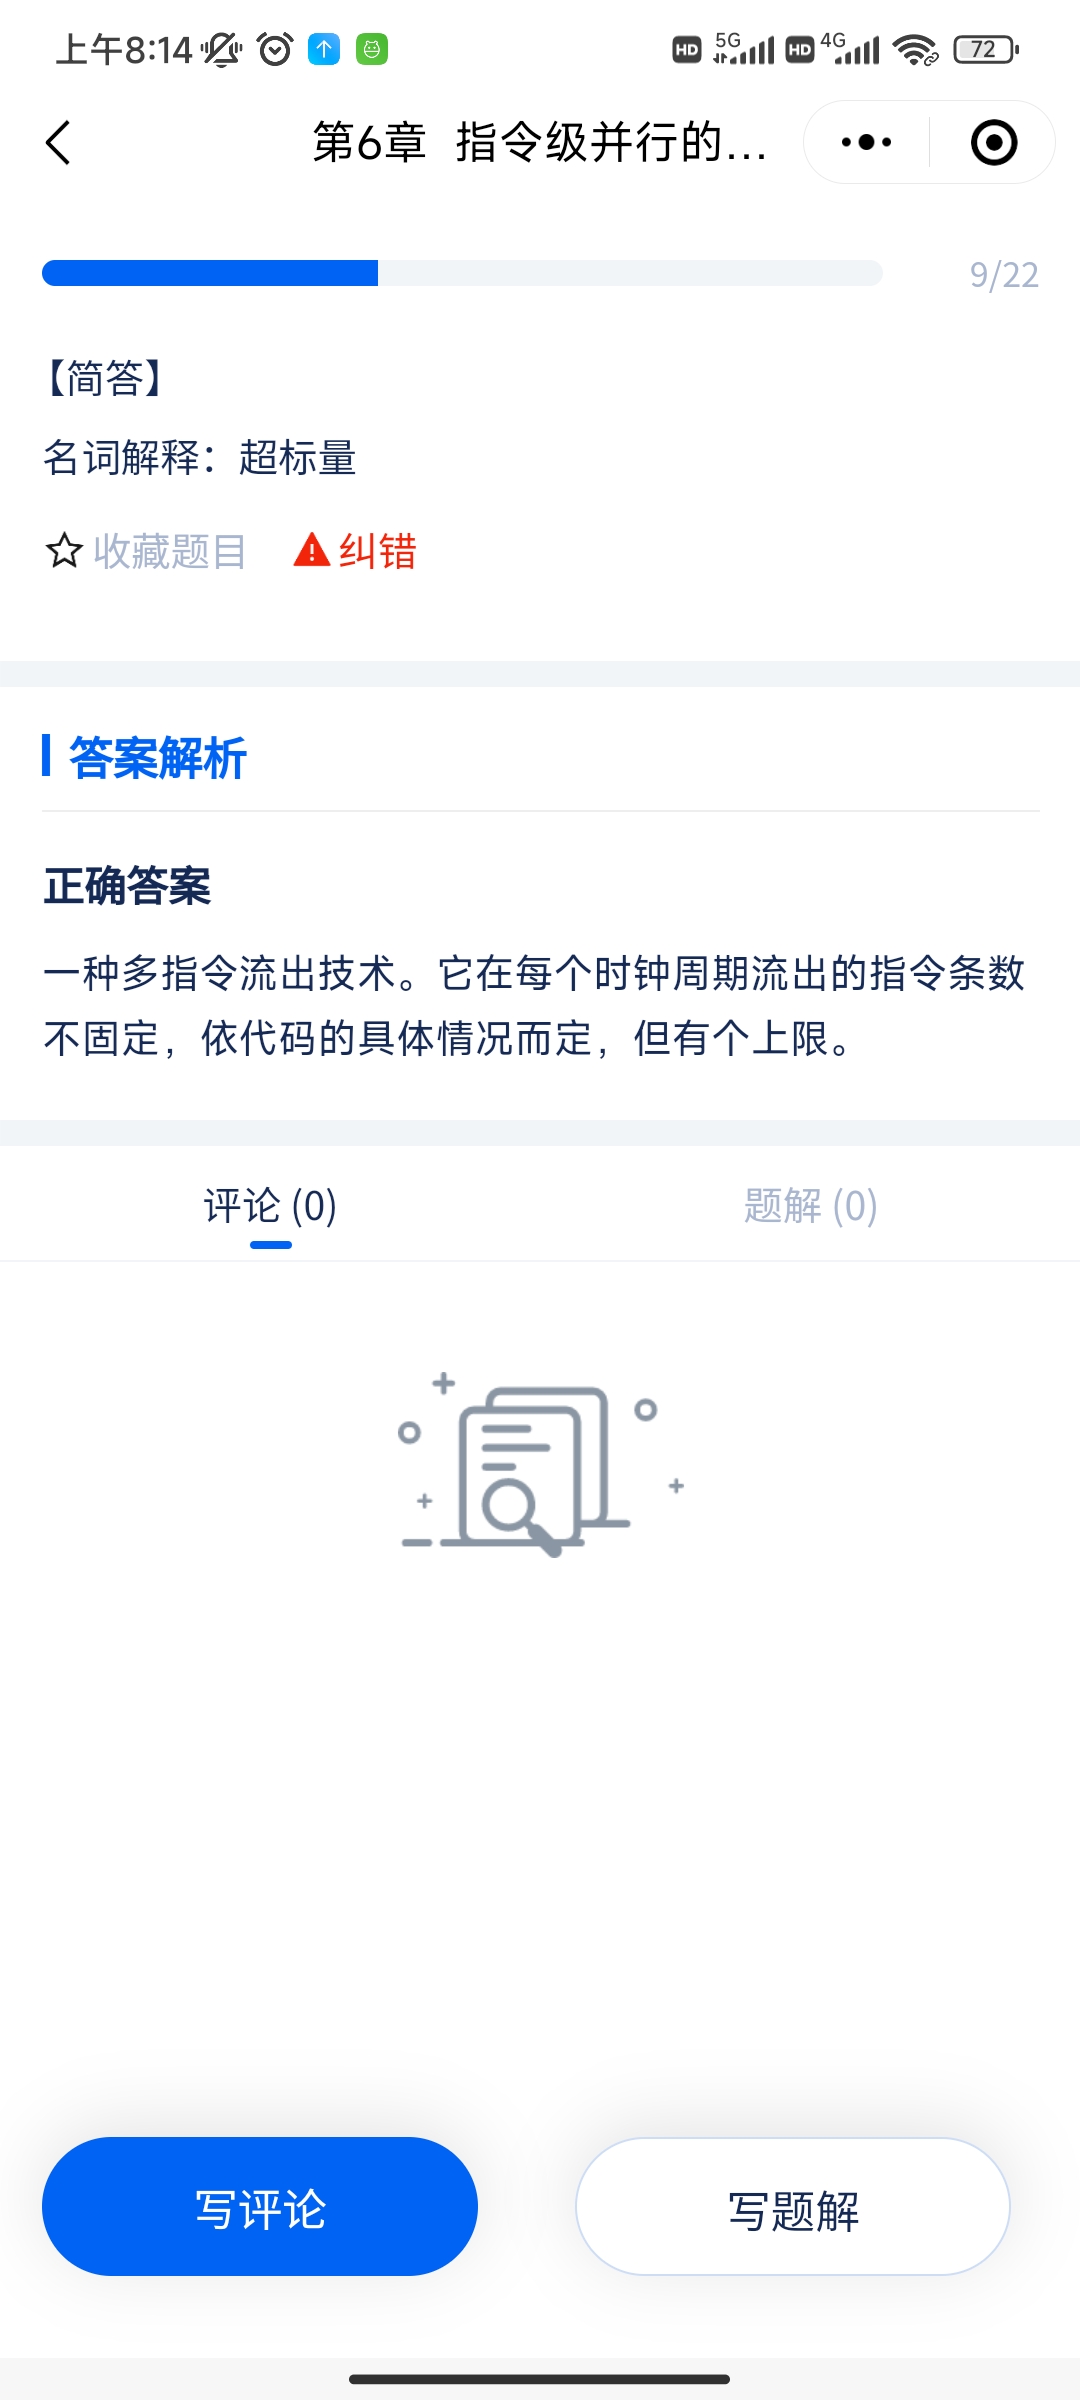 上午8:14 HD 5G HD 4G 72
第6章 指令级并行的...
9/22
【简答】
名词解释：超标量
收藏题目 纠错
答案解析
正确答案
一种多指令流出技术。它在每个时钟周期流出的指令条数
不固定，依代码的具体情况而定，但有个上限。
评论 (0) 题解 (0)
写评论 写题解